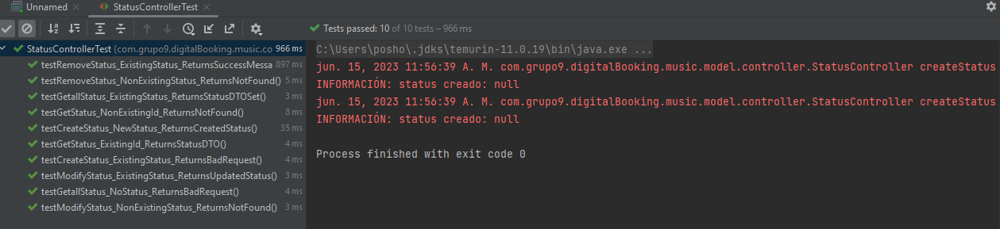 Unnamed
StatusControllerTest
Tests passed: 10 of 10 tests – 966 ms
StatusControllerTest (com.grupo9.digitalBooking.music.co 966 ms
testRemoveStatus_ExistingStatus_ReturnsSuccessMessa 897 ms
testRemoveStatus_NonExistingStatus_ReturnsNotFound() 5 ms
testGetallStatus_ExistingStatus_ReturnsStatusDTOSet() 3 ms
testGetStatus_NonExistingId_ReturnsNotFound() 8 ms
testCreateStatus_NewStatus_ReturnsCreatedStatus() 35 ms
testGetStatus_ExistingId_ReturnsStatusDTO() 4 ms
testCreateStatus_ExistingStatus_ReturnsBadRequest() 4 ms
testModifyStatus_ExistingStatus_ReturnsUpdatedStatus() 3 ms
testGetallStatus_NoStatus_ReturnsBadRequest() 4 ms
testModifyStatus_NonExistingStatus_ReturnsNotFound() 3 ms
C:\Users\posho\.jdks\temurin-11.0.19\bin\java.exe ...
jun. 15, 2023 11:56:39 A. M. com.grupo9.digitalBooking.music.model.controller.StatusController createStatus
INFORMACIÓN: status creado: null
jun. 15, 2023 11:56:39 A. M. com.grupo9.digitalBooking.music.model.controller.StatusController createStatus
INFORMACIÓN: status creado: null
Process finished with exit code 0